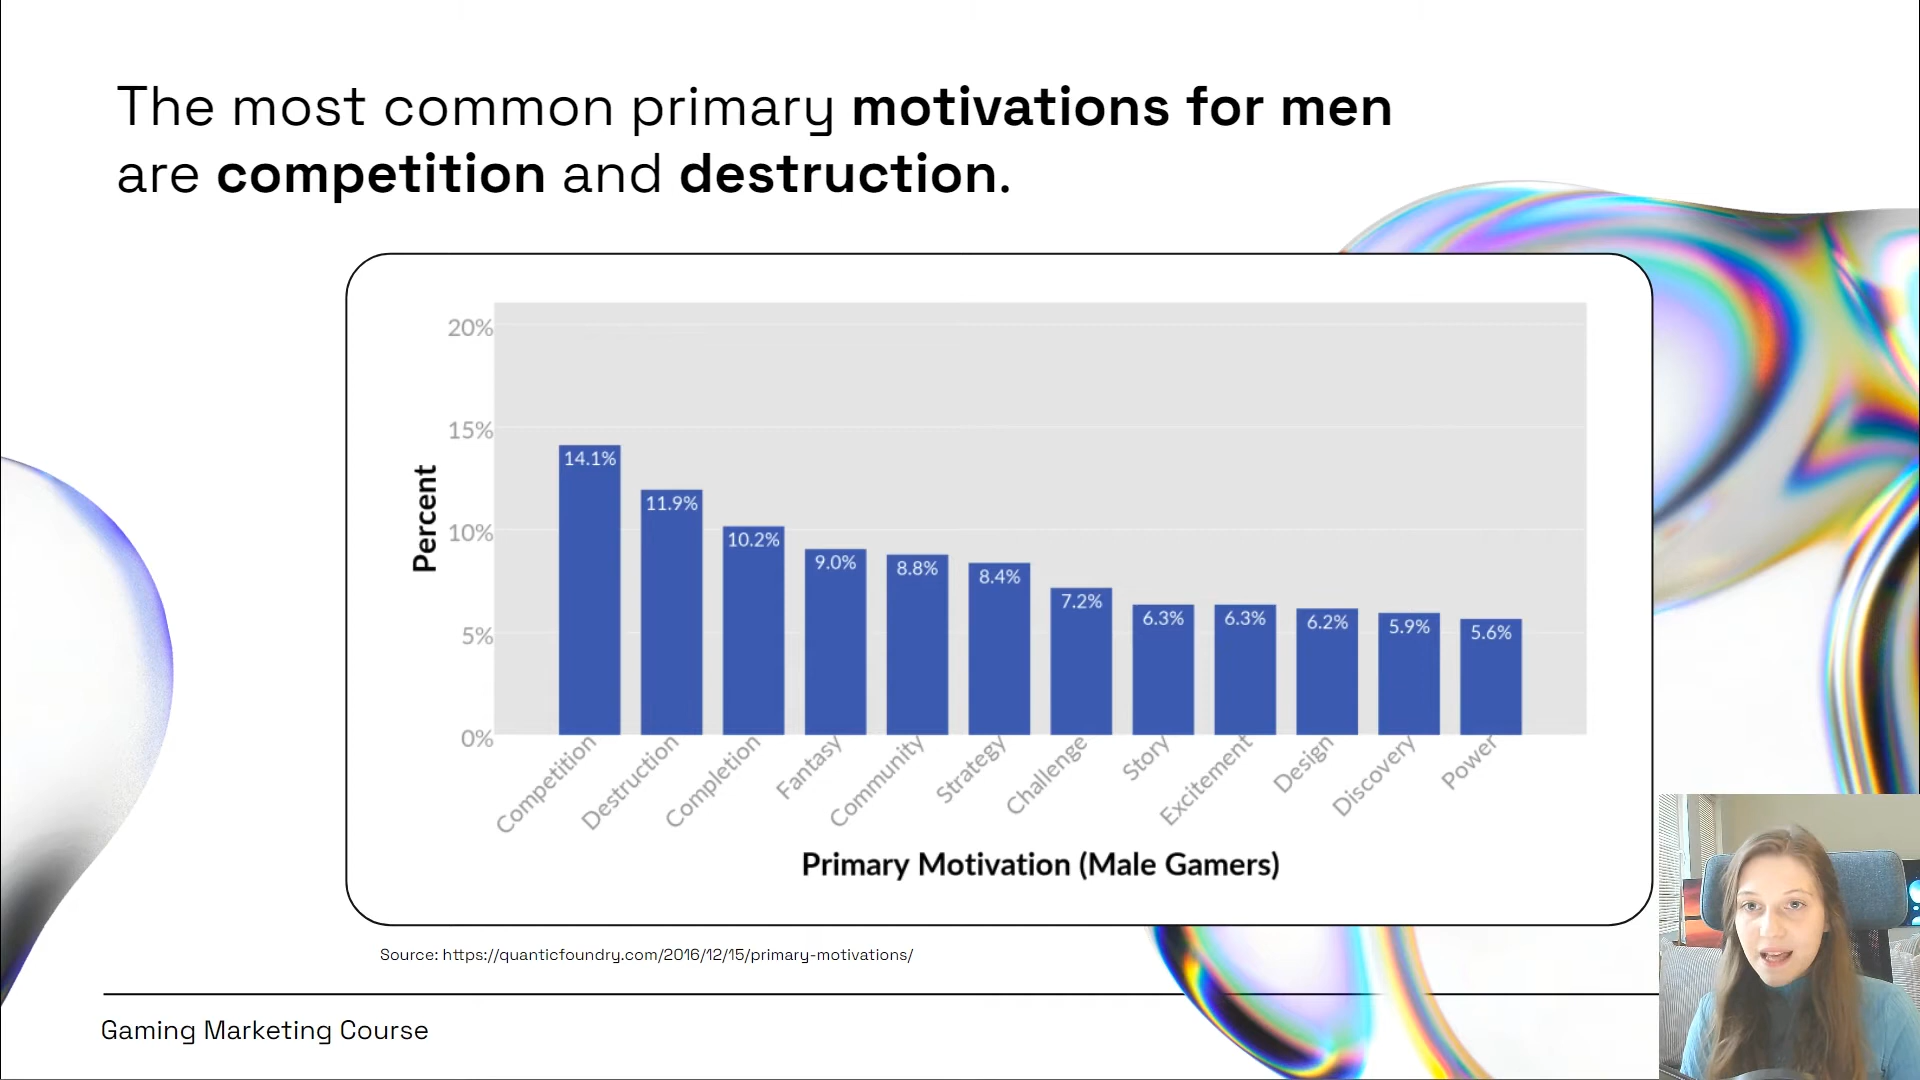 The most common primary motivations for men
are competition and destruction.
20%
15%
10%
5%
0%
Percent
14.1%
11.9%
10.2%
9.0%
8.8%
8.4%
7.2%
6.3%
6.3%
6.2%
5.9%
5.6%
Competition
Destruction
Completion
Fantasy
Community
Strategy
Challenge
Story
Excitement
Design
Discovery
Power
Primary Motivation (Male Gamers)
Source: https://quanticfoundry.com/2016/12/15/primary-motivations/
Gaming Marketing Course